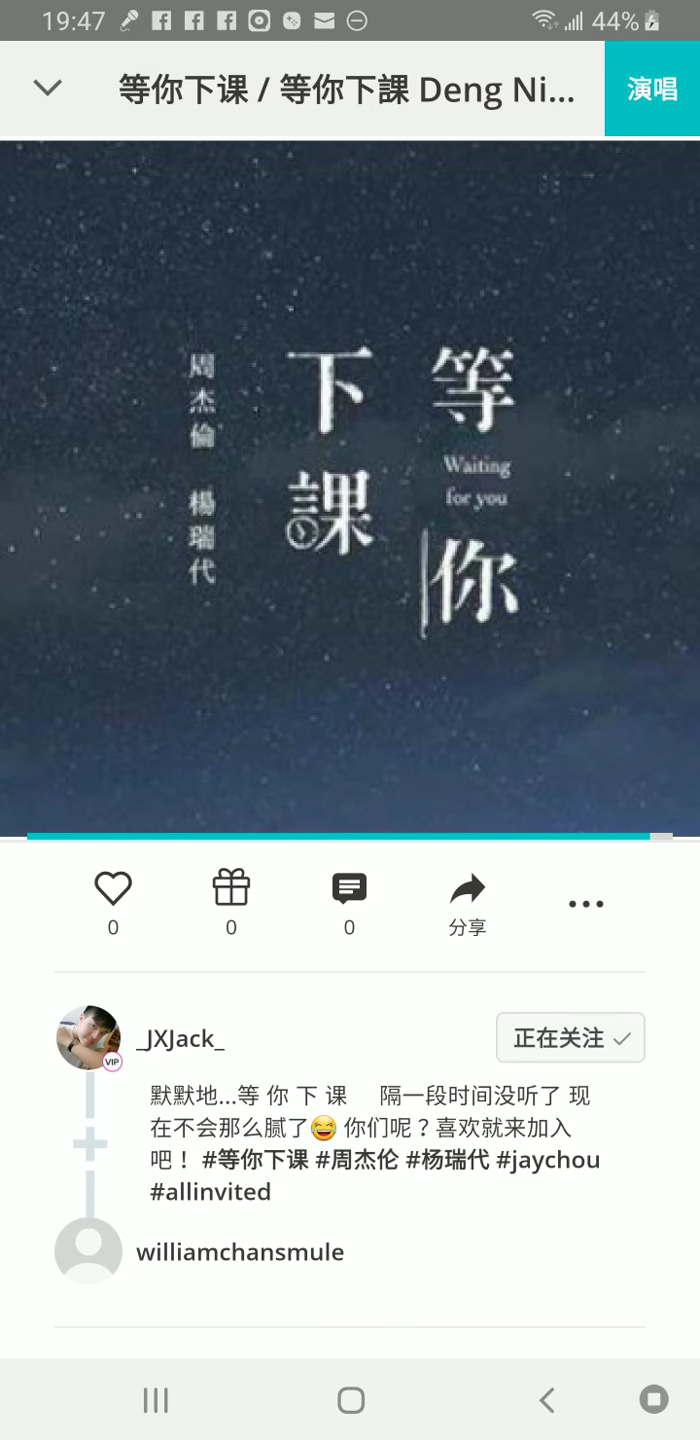 19:47
44%
等你下课 / 等你下課 Deng Ni...
演唱
等
Waiting
for you
你
下
課
周杰倫 楊瑞代
0
0
0
分享
_JXJack_
VIP
正在关注
默默地...等 你 下 课 隔一段时间没听了 现
在不会那么腻了😂 你们呢？喜欢就来加入
吧！ #等你下课 #周杰伦 #杨瑞代 #jaychou
#allinvited
williamchansmule